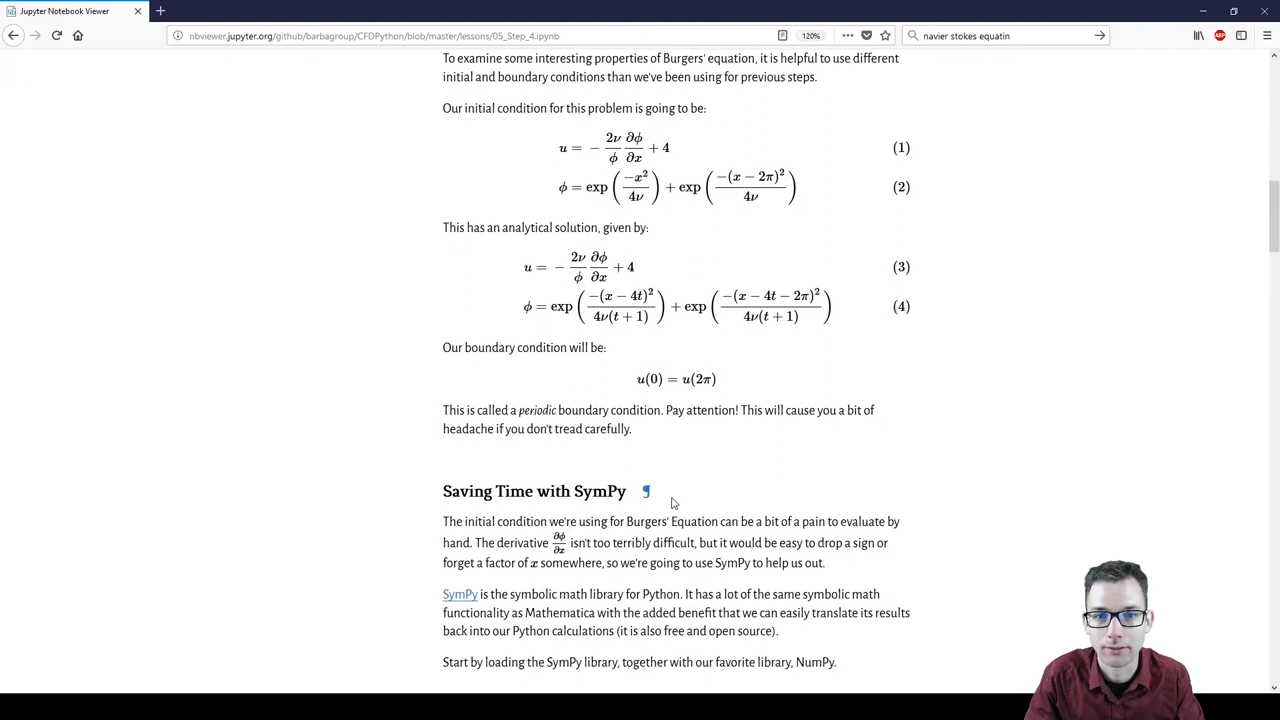 Jupyter Notebook Viewer
nbviewer.jupyter.org/github/barbagroup/CFDPython/blob/master/lessons/05_Step_4.ipynb
120%
navier stokes equatin
To examine some interesting properties of Burgers' equation, it is helpful to use different
initial and boundary conditions than we've been using for previous steps.
Our initial condition for this problem is going to be:
u = − 2ν/ϕ ∂ϕ/∂x + 4 (1)
ϕ = exp(−x²/4ν) + exp(−(x − 2π)²/4ν) (2)
This has an analytical solution, given by:
u = − 2ν/ϕ ∂ϕ/∂x + 4 (3)
ϕ = exp(−(x − 4t)²/4ν(t + 1)) + exp(−(x − 4t − 2π)²/4ν(t + 1)) (4)
Our boundary condition will be:
u(0) = u(2π)
This is called a periodic boundary condition. Pay attention! This will cause you a bit of
headache if you don't tread carefully.
Saving Time with SymPy ¶
The initial condition we're using for Burgers' Equation can be a bit of a pain to evaluate by
hand. The derivative ∂ϕ/∂x isn't too terribly difficult, but it would be easy to drop a sign or
forget a factor of x somewhere, so we're going to use SymPy to help us out.
SymPy is the symbolic math library for Python. It has a lot of the same symbolic math
functionality as Mathematica with the added benefit that we can easily translate its results
back into our Python calculations (it is also free and open source).
Start by loading the SymPy library, together with our favorite library, NumPy.